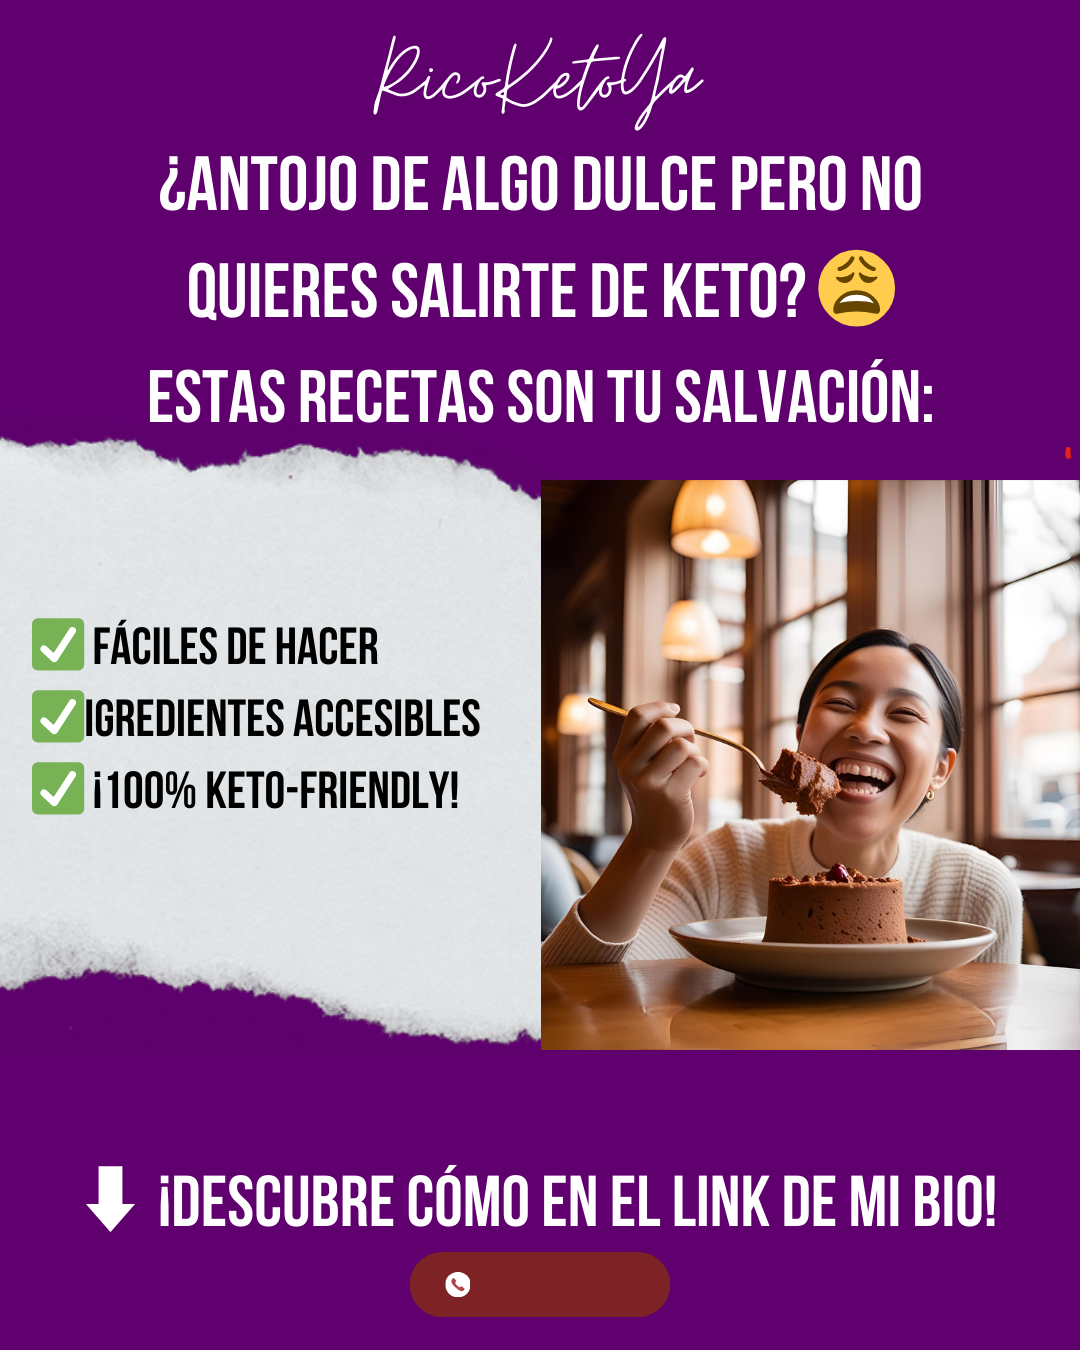 RicoKetoYa
¿ANTOJO DE ALGO DULCE PERO NO
QUIERES SALIRTE DE KETO? 😩
ESTAS RECETAS SON TU SALVACIÓN:
✅ FÁCILES DE HACER
✅IGREDIENTES ACCESIBLES
✅ ¡100% KETO-FRIENDLY!
⬇ ¡DESCUBRE CÓMO EN EL LINK DE MI BIO!